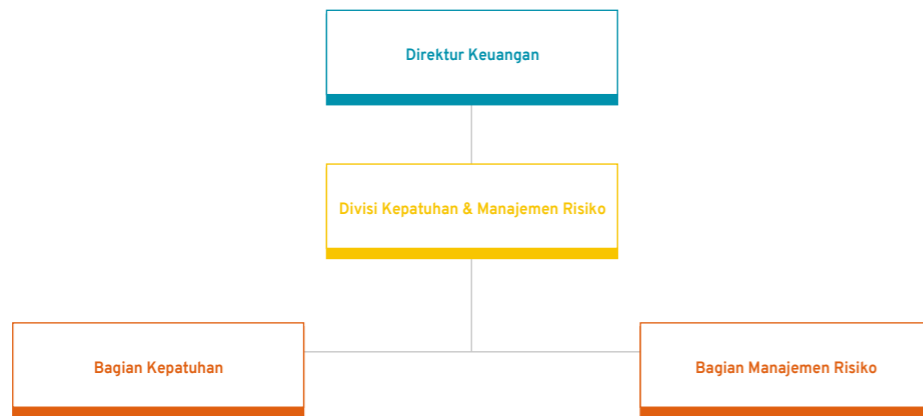 Direktur Keuangan
Divisi Kepatuhan & Manajemen Risiko
Bagian Kepatuhan
Bagian Manajemen Risiko